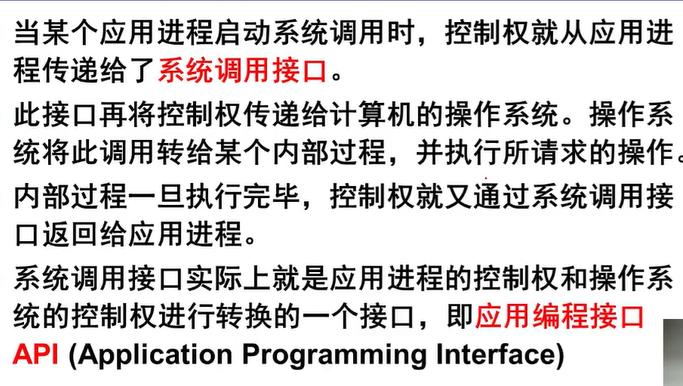 当某个应用进程启动系统调用时，控制权就从应用进
程传递给了系统调用接口。
此接口再将控制权传递给计算机的操作系统。操作系
统将此调用转给某个内部过程，并执行所请求的操作。
内部过程一旦执行完毕，控制权就又通过系统调用接
口返回给应用进程。
系统调用接口实际上就是应用进程的控制权和操作系
统的控制权进行转换的一个接口，即应用编程接口
API (Application Programming Interface)